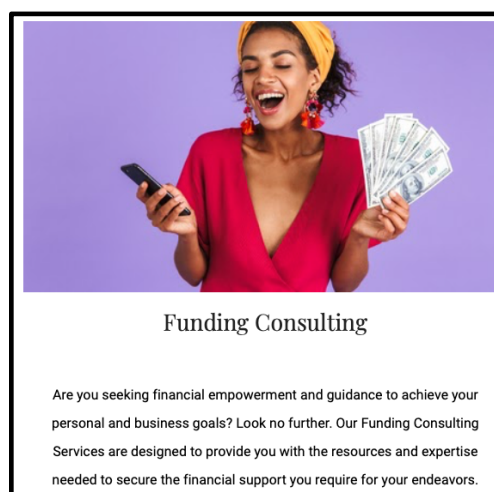 Funding Consulting
Are you seeking financial empowerment and guidance to achieve your
personal and business goals? Look no further. Our Funding Consulting
Services are designed to provide you with the resources and expertise
needed to secure the financial support you require for your endeavors.